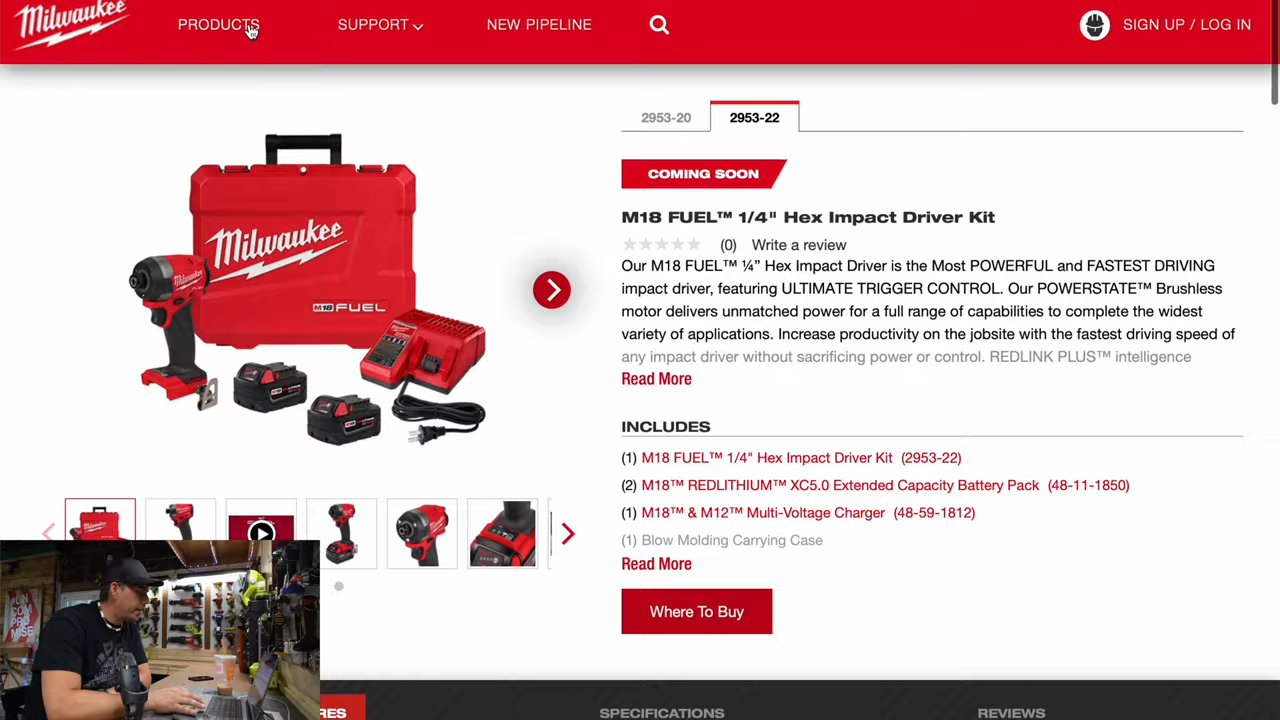 Milwaukee
PRODUCTS
SUPPORT
NEW PIPELINE
SIGN UP / LOG IN
2953-20
2953-22
COMING SOON
M18 FUEL™ 1/4" Hex Impact Driver Kit
(0) Write a review
Our M18 FUEL™ ¼” Hex Impact Driver is the Most POWERFUL and FASTEST DRIVING
impact driver, featuring ULTIMATE TRIGGER CONTROL. Our POWERSTATE™ Brushless
motor delivers unmatched power for a full range of capabilities to complete the widest
variety of applications. Increase productivity on the jobsite with the fastest driving speed of
any impact driver without sacrificing power or control. REDLINK PLUS™ intelligence
Read More
INCLUDES
(1) M18 FUEL™ 1/4" Hex Impact Driver Kit (2953-22)
(2) M18™ REDLITHIUM™ XC5.0 Extended Capacity Battery Pack (48-11-1850)
(1) M18™ & M12™ Multi-Voltage Charger (48-59-1812)
(1) Blow Molding Carrying Case
Read More
Where To Buy
Milwaukee
M18 FUEL
RES
SPECIFICATIONS
REVIEWS